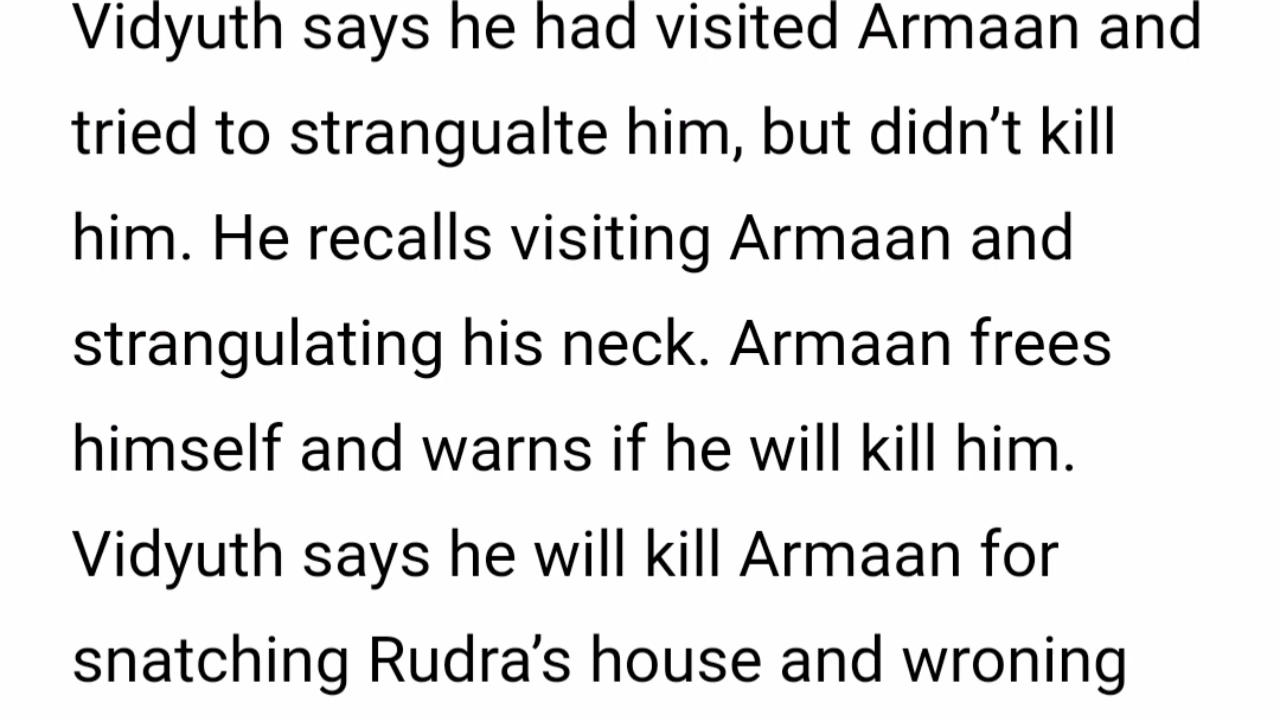 Vidyuth says he had visited Armaan and
tried to strangualte him, but didn’t kill
him. He recalls visiting Armaan and
strangulating his neck. Armaan frees
himself and warns if he will kill him.
Vidyuth says he will kill Armaan for
snatching Rudra’s house and wroning